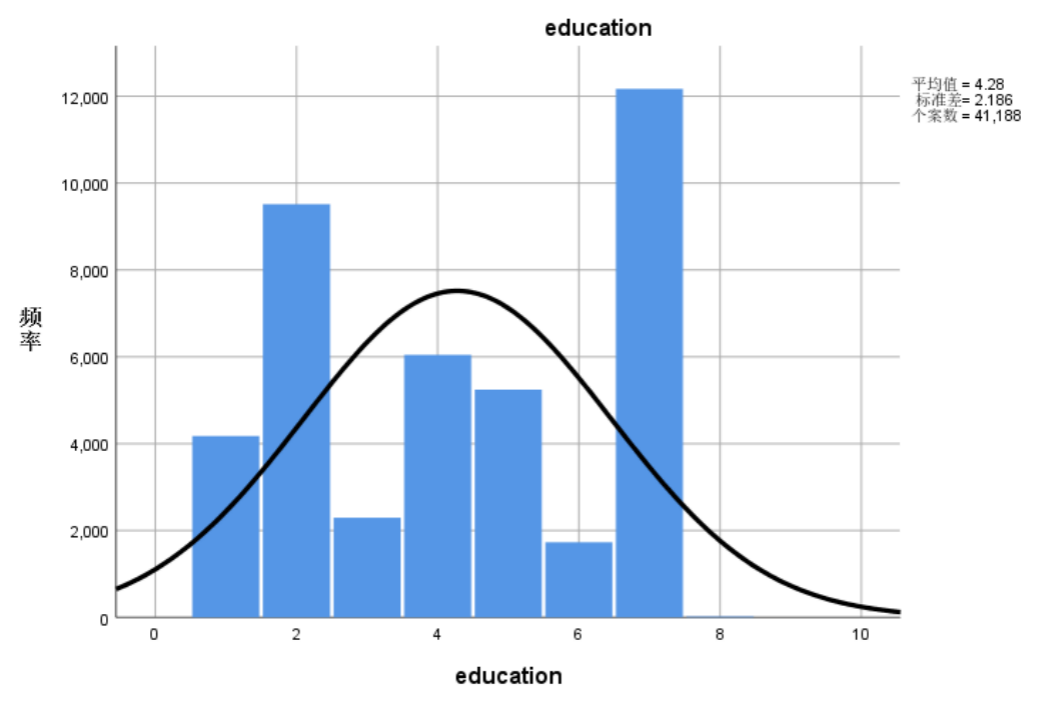 education
平均值 = 4.28
标准差= 2.186
个案数 = 41,188
12,000
10,000
8,000
6,000
4,000
2,000
0
频
率
0 2 4 6 8 10
education